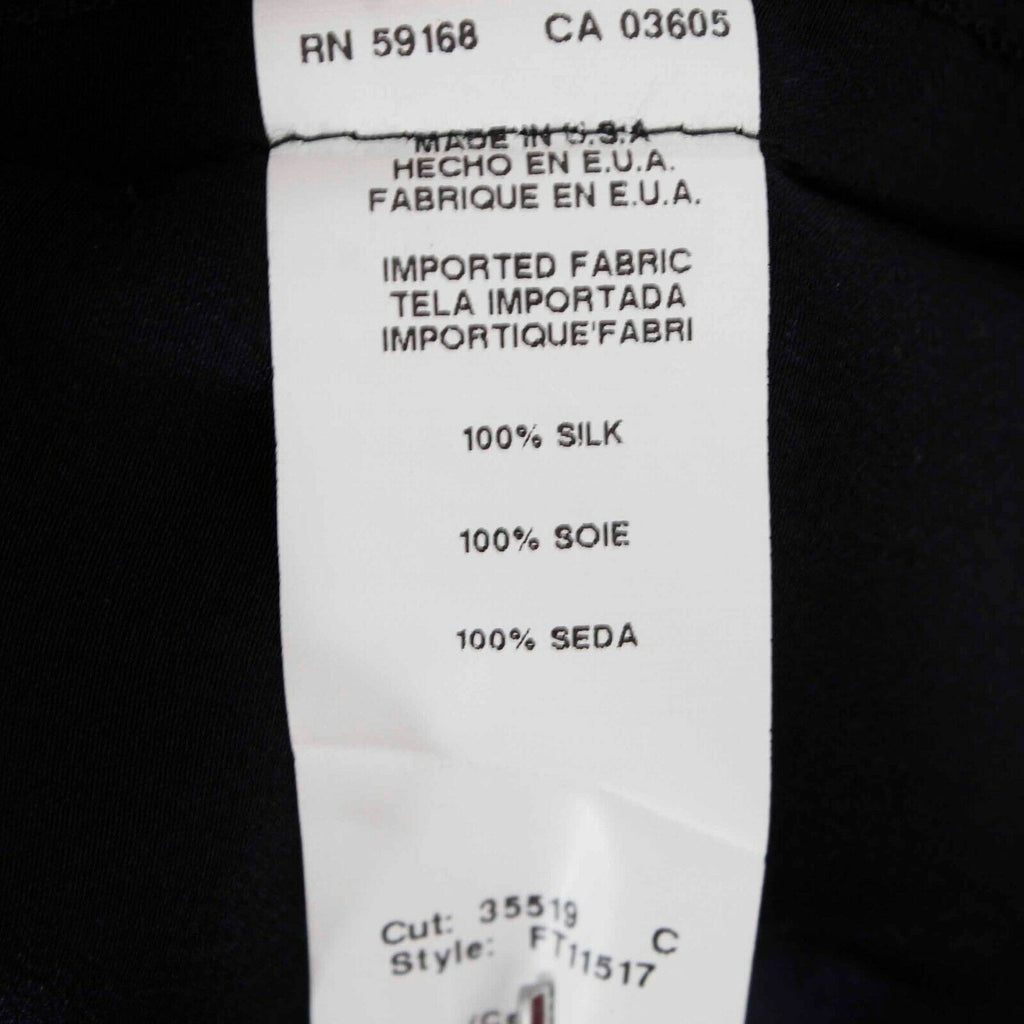 RN 59168 CA 03605
MADE IN U.S.A
HECHO EN E.U.A.
FABRIQUE EN E.U.A.
IMPORTED FABRIC
TELA IMPORTADA
IMPORTIQUE'FABRI
100% SILK
100% SOIE
100% SEDA
Cut: 35519 C
Style: FT11517